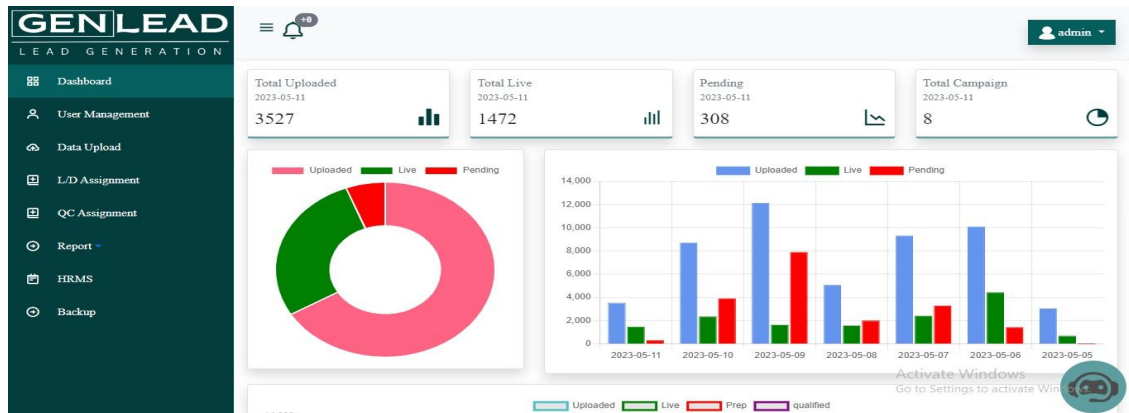 GENLEAD
LEAD GENERATION
+0
admin
Dashboard
User Management
Data Upload
L/D Assignment
QC Assignment
Report
HRMS
Backup
Total Uploaded
2023-05-11
3527
Total Live
2023-05-11
1472
Pending
2023-05-11
308
Total Campaign
2023-05-11
8
Uploaded Live Pending
Uploaded Live Pending
14,000
12,000
10,000
8,000
6,000
4,000
2,000
0
2023-05-11 2023-05-10 2023-05-09 2023-05-08 2023-05-07 2023-05-06 2023-05-05
Activate Windows
Go to Settings to activate
Uploaded Live Prep qualified